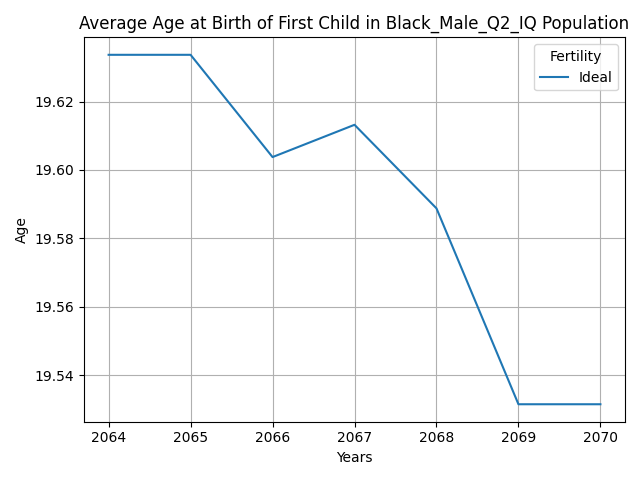 Average Age at Birth of First Child in Black_Male_Q2_IQ Population
Fertility
Ideal
19.62
19.60
19.58
19.56
19.54
Age
2064 2065 2066 2067 2068 2069 2070
Years